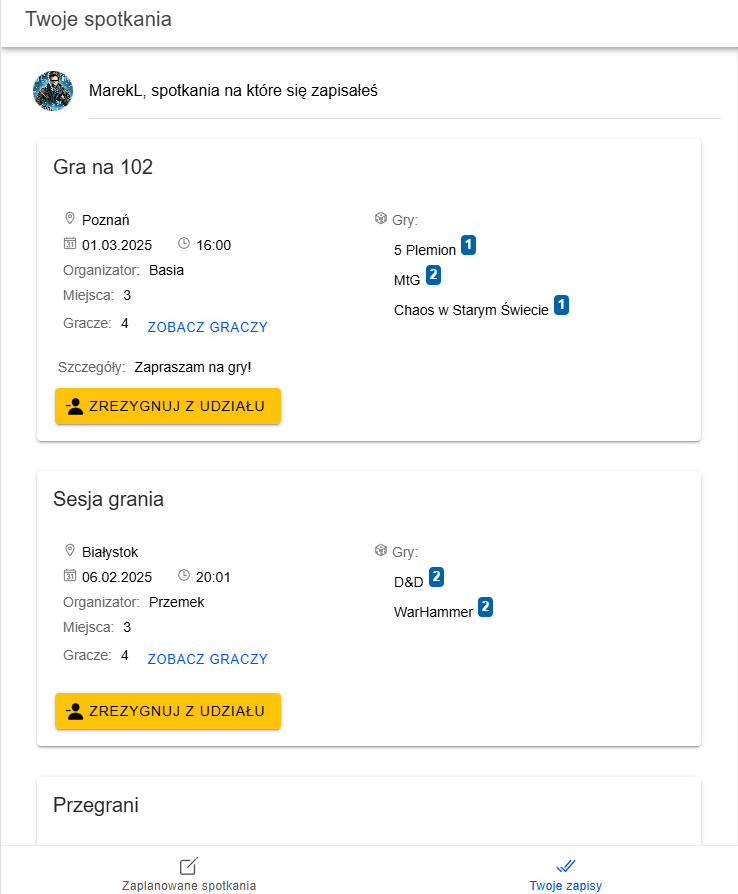 Twoje spotkania
MarekL, spotkania na które się zapisałeś
Gra na 102
Poznań
31 01.03.2025 16:00
Organizator: Basia
Miejsca: 3
Gracze: 4 ZOBACZ GRACZY
Gry:
5 Plemion 1
MtG 2
Chaos w Starym Świecie 1
Szczegóły: Zapraszam na gry!
ZREZYGNUJ Z UDZIAŁU
Sesja grania
Białystok
31 06.02.2025 20:01
Organizator: Przemek
Miejsca: 3
Gracze: 4 ZOBACZ GRACZY
Gry:
D&D 2
WarHammer 2
ZREZYGNUJ Z UDZIAŁU
Przegrani
Zaplanowane spotkania
Twoje zapisy